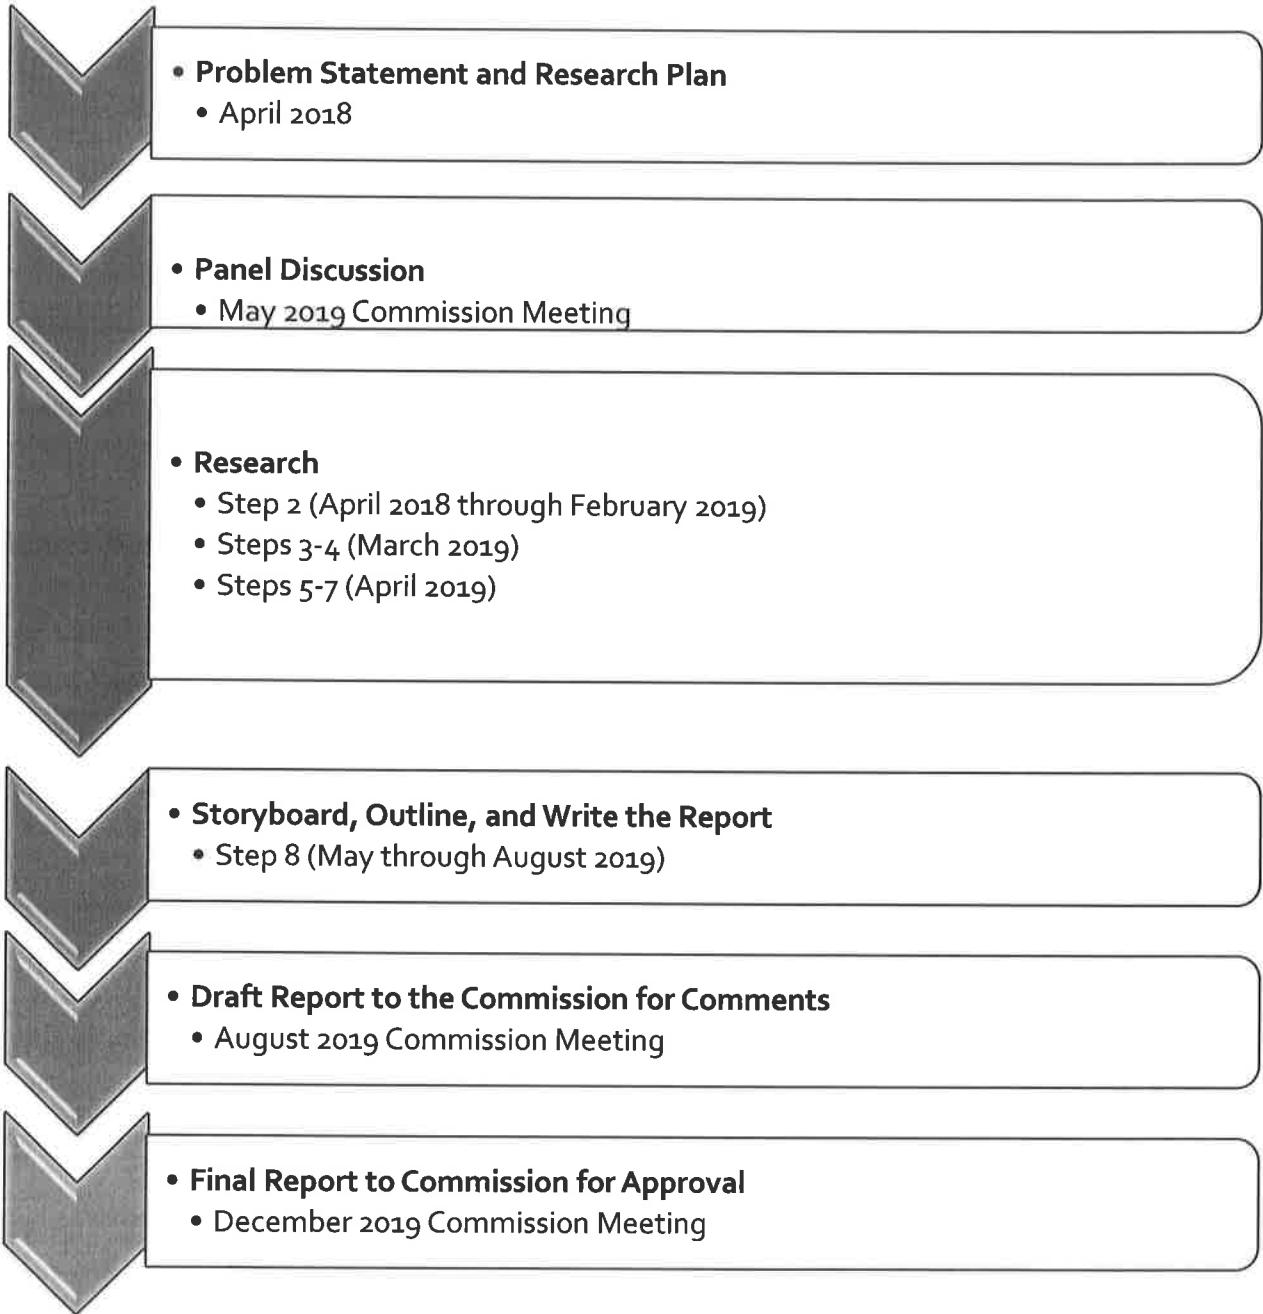 • Problem Statement and Research Plan
• April 2018
• Panel Discussion
• May 2019 Commission Meeting
• Research
• Step 2 (April 2018 through February 2019)
• Steps 3-4 (March 2019)
• Steps 5-7 (April 2019)
• Storyboard, Outline, and Write the Report
• Step 8 (May through August 2019)
• Draft Report to the Commission for Comments
• August 2019 Commission Meeting
• Final Report to Commission for Approval
• December 2019 Commission Meeting